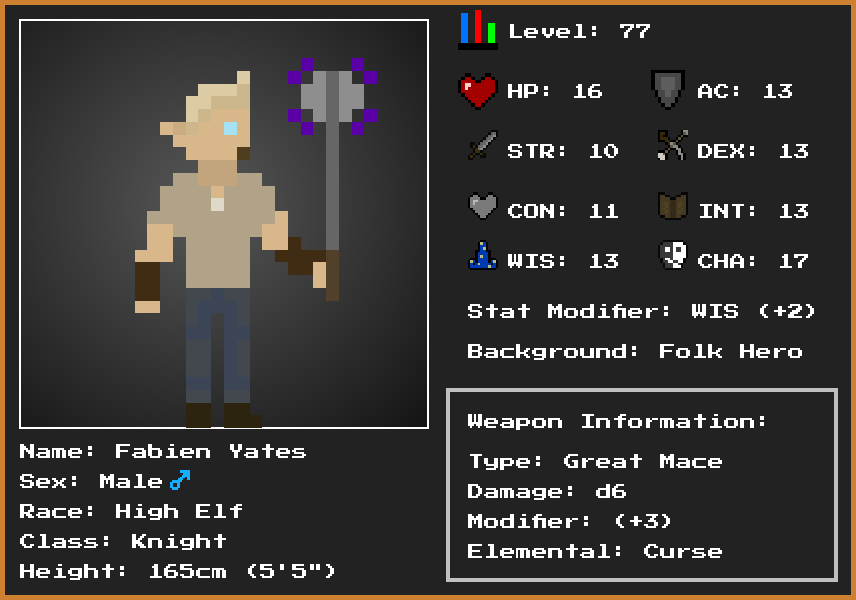 Level: 77
HP: 16
AC: 13
STR: 10
DEX: 13
CON: 11
INT: 13
WIS: 13
CHA: 17
Stat Modifier: WIS (+2)
Background: Folk Hero
Weapon Information:
Type: Great Mace
Damage: d6
Modifier: (+3)
Elemental: Curse
Name: Fabien Yates
Sex: Male ♂
Race: High Elf
Class: Knight
Height: 165cm (5'5")